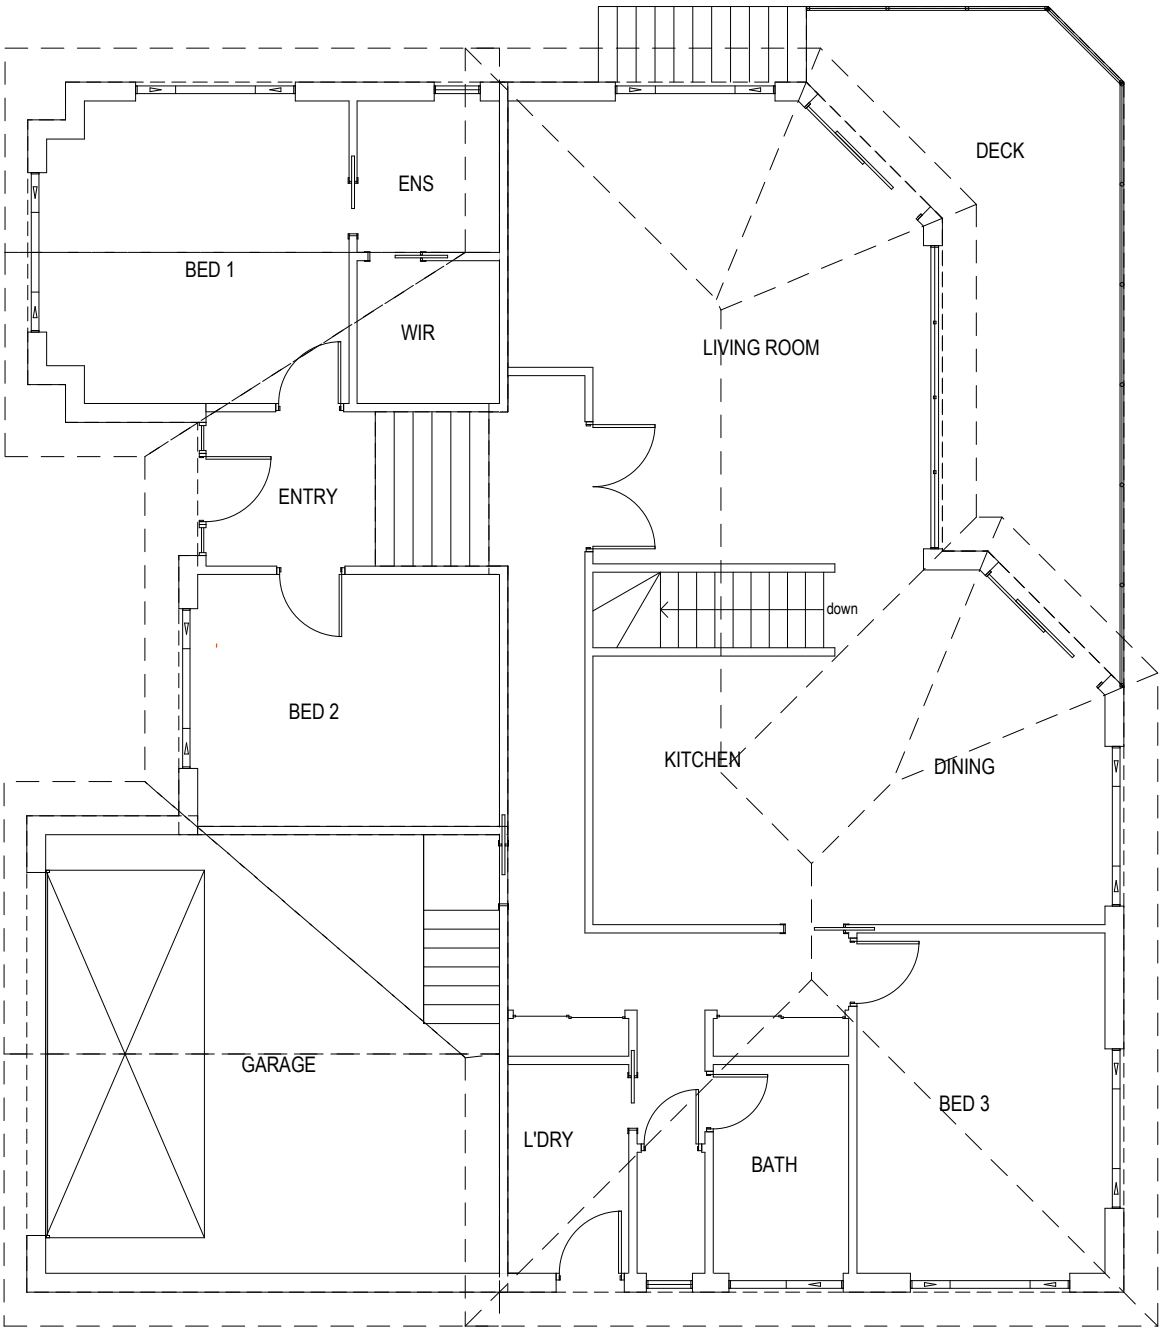 DECK
ENS
BED 1
WIR
LIVING ROOM
ENTRY
down
BED 2
KITCHEN
DINING
GARAGE
BED 3
L'DRY
BATH